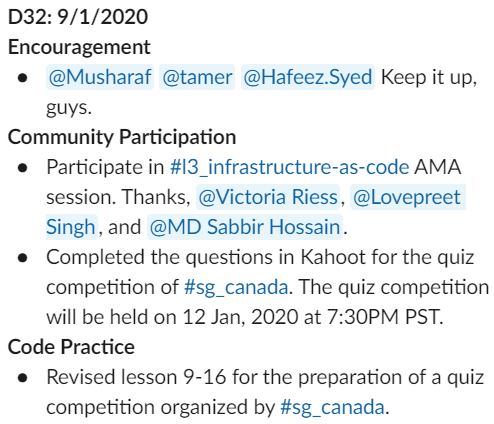 D32: 9/1/2020
Encouragement
● @Musharaf @tamer @Hafeez.Syed Keep it up,
guys.
Community Participation
● Participate in #l3_infrastructure-as-code AMA
session. Thanks, @Victoria Riess, @Lovepreet
Singh, and @MD Sabbir Hossain.
● Completed the questions in Kahoot for the quiz
competition of #sg_canada. The quiz competition
will be held on 12 Jan, 2020 at 7:30PM PST.
Code Practice
● Revised lesson 9-16 for the preparation of a quiz
competition organized by #sg_canada.